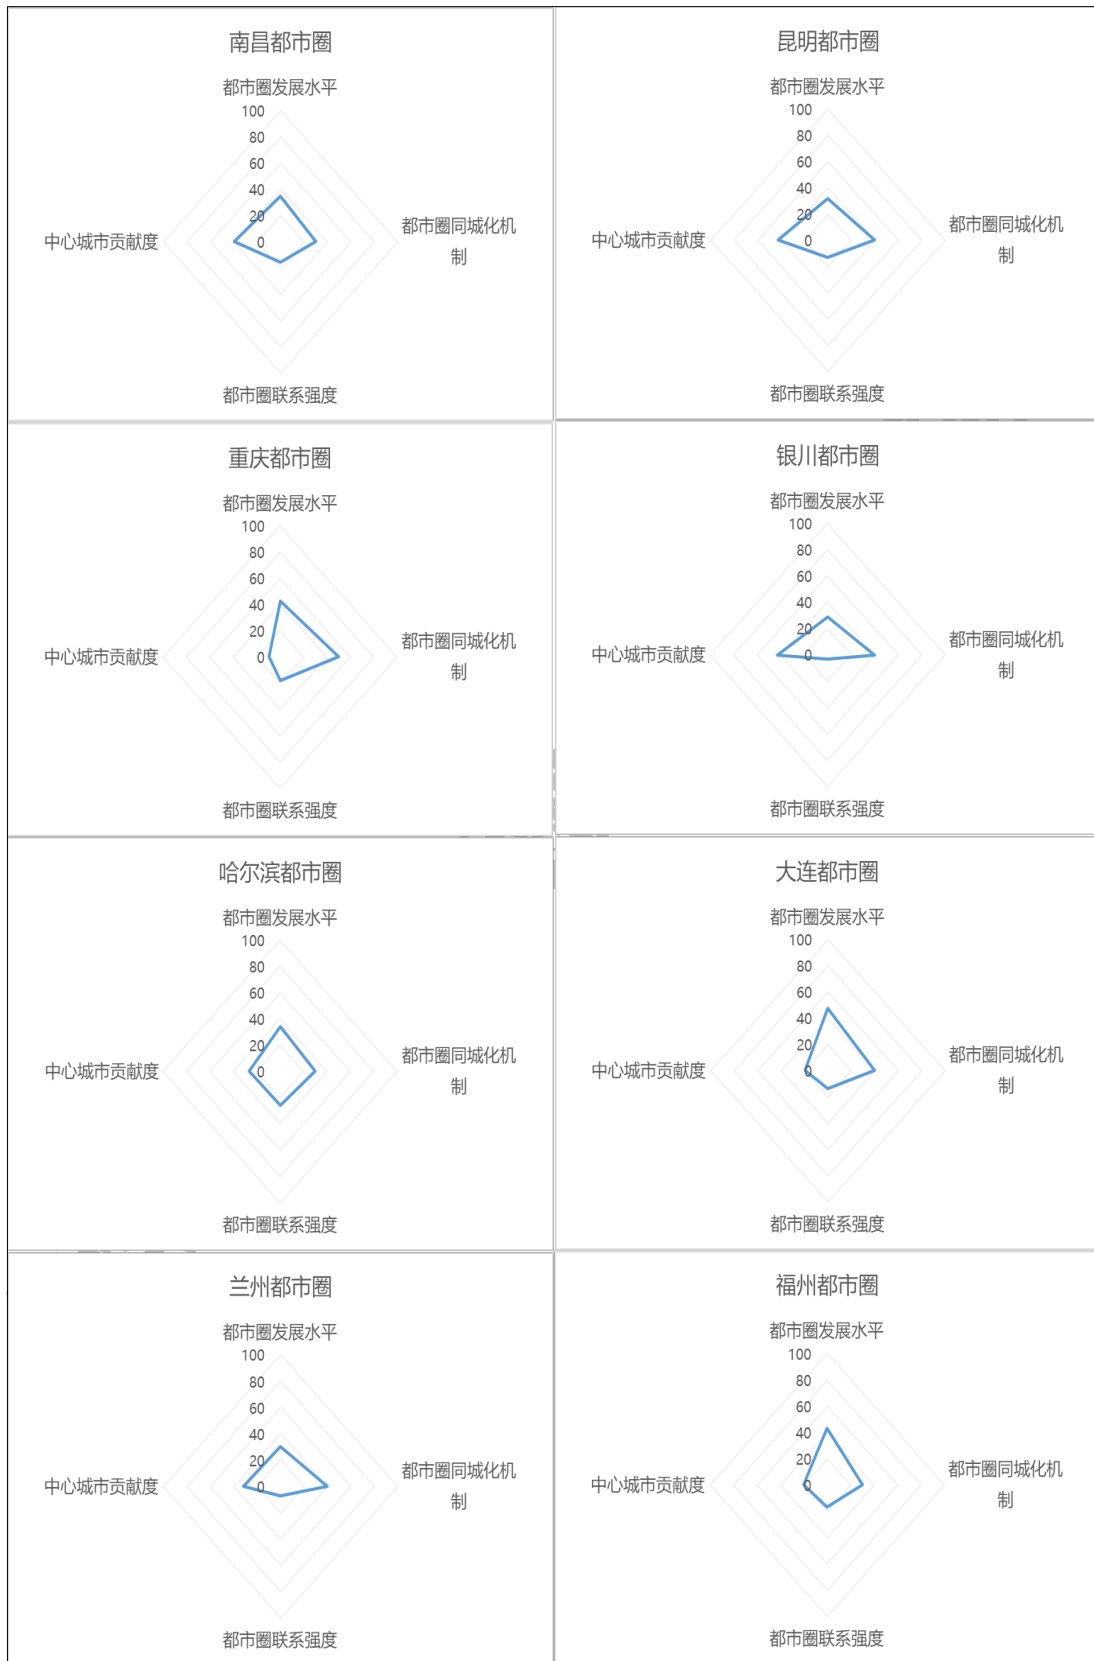 南昌都市圈
都市圈发展水平
100
80
60
40
20
0
中心城市贡献度
都市圈同城化机
制
都市圈联系强度
昆明都市圈
都市圈发展水平
100
80
60
40
20
0
中心城市贡献度
都市圈同城化机
制
都市圈联系强度
重庆都市圈
都市圈发展水平
100
80
60
40
20
0
中心城市贡献度
都市圈同城化机
制
都市圈联系强度
银川都市圈
都市圈发展水平
100
80
60
40
20
0
中心城市贡献度
都市圈同城化机
制
都市圈联系强度
哈尔滨都市圈
都市圈发展水平
100
80
60
40
20
0
中心城市贡献度
都市圈同城化机
制
都市圈联系强度
大连都市圈
都市圈发展水平
100
80
60
40
20
0
中心城市贡献度
都市圈同城化机
制
都市圈联系强度
兰州都市圈
都市圈发展水平
100
80
60
40
20
0
中心城市贡献度
都市圈同城化机
制
都市圈联系强度
福州都市圈
都市圈发展水平
100
80
60
40
20
0
中心城市贡献度
都市圈同城化机
制
都市圈联系强度